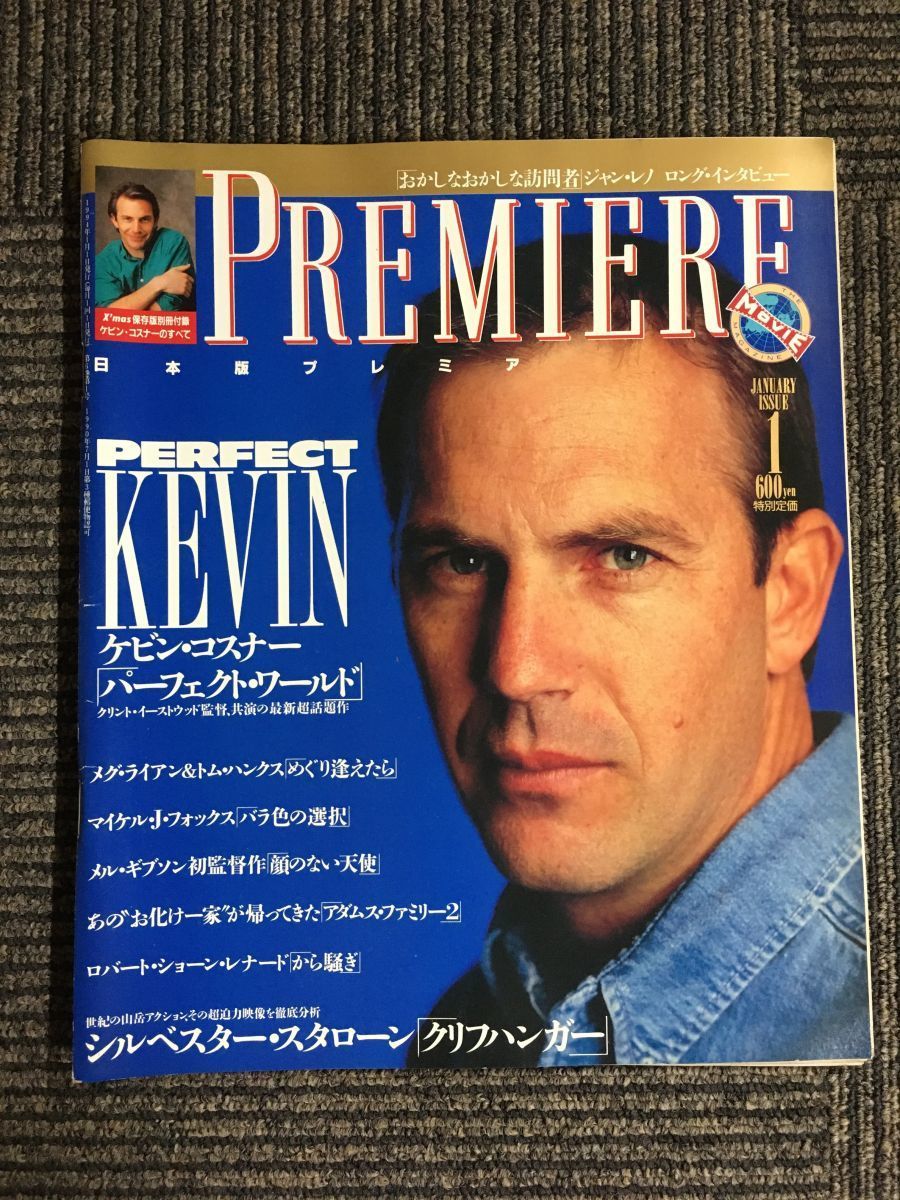 「おかしなおかしな訪問者」ジャン・レノ ロング・インタビュー
PREMIERE
X'mas 保存版別冊付録
ケビン・コスナーのすべて
THE MOVIE MAGAZINE
日本版プレミア
JANUARY
ISSUE
1
600yen
特別定価
PERFECT
KEVIN
ケビン・コスナー
「パーフェクト・ワールド」
クリント・イーストウッド監督、共演の最新超話題作
メグ・ライアン&トム・ハンクス「めぐり逢えたら」
マイケル・J・フォックス「バラ色の選択」
メル・ギブソン初監督作「顔のない天使」
あの“お化け一家”が帰ってきた「アダムス・ファミリー2」
ロバート・ショーン・レナード「から騒ぎ」
世紀の山岳アクション、その超迫力映像を徹底分析
シルベスター・スタローン「クリフハンガー」